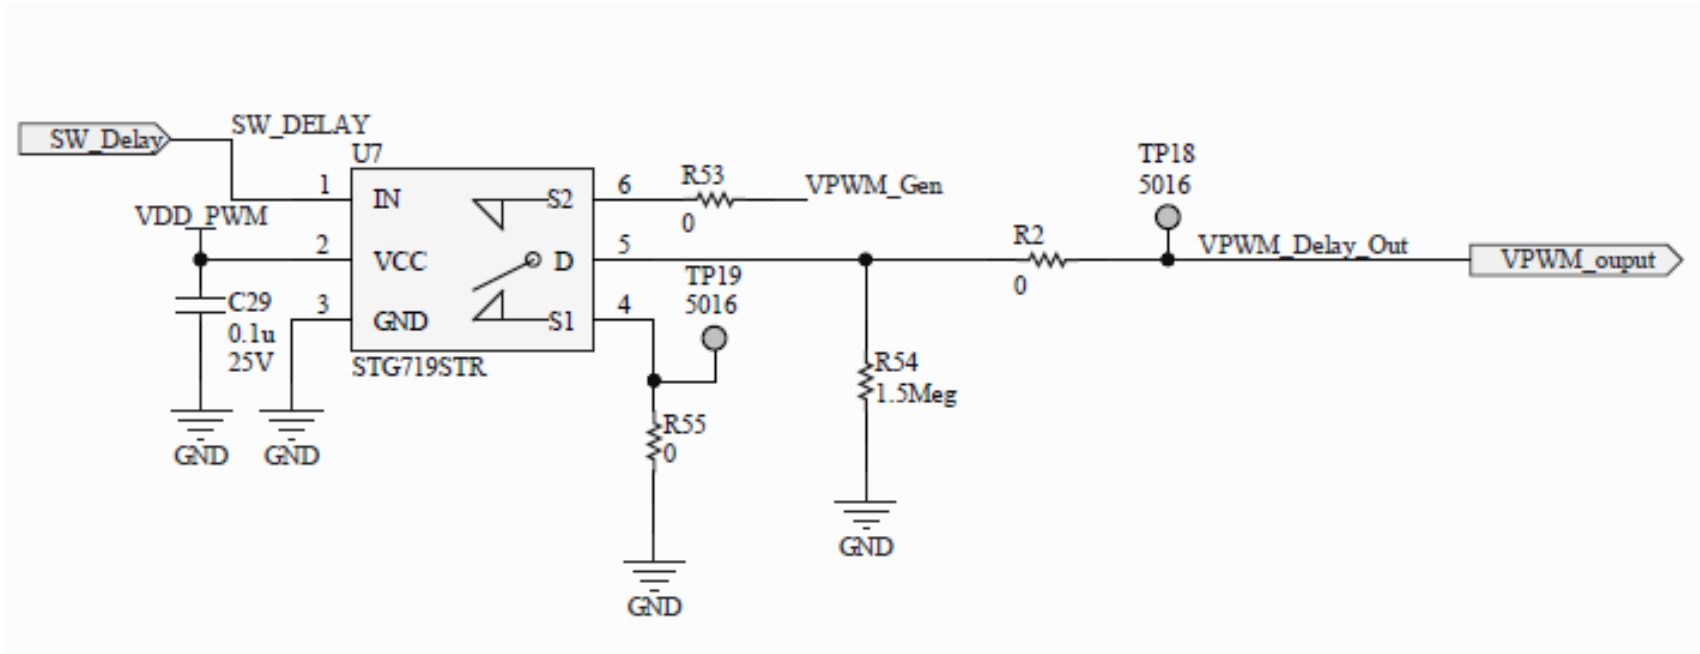 SW_Delay
SW_DELAY
U7
1
IN
VDD_PWM
2
VCC
3
GND
STG719STR
C29
0.1u
25V
GND
GND
S2
6
D
5
S1
4
R53
0
VPWM_Gen
TP19
5016
R55
0
GND
R54
1.5Meg
GND
R2
0
TP18
5016
VPWM_Delay_Out
VPWM_ouput